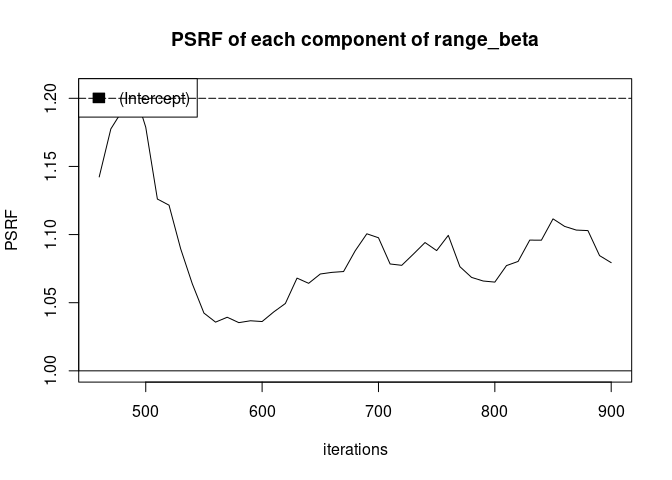 PSRF of each component of range_beta
(Intercept)
PSRF
1.20
1.15
1.10
1.05
1.00
500 600 700 800 900
iterations